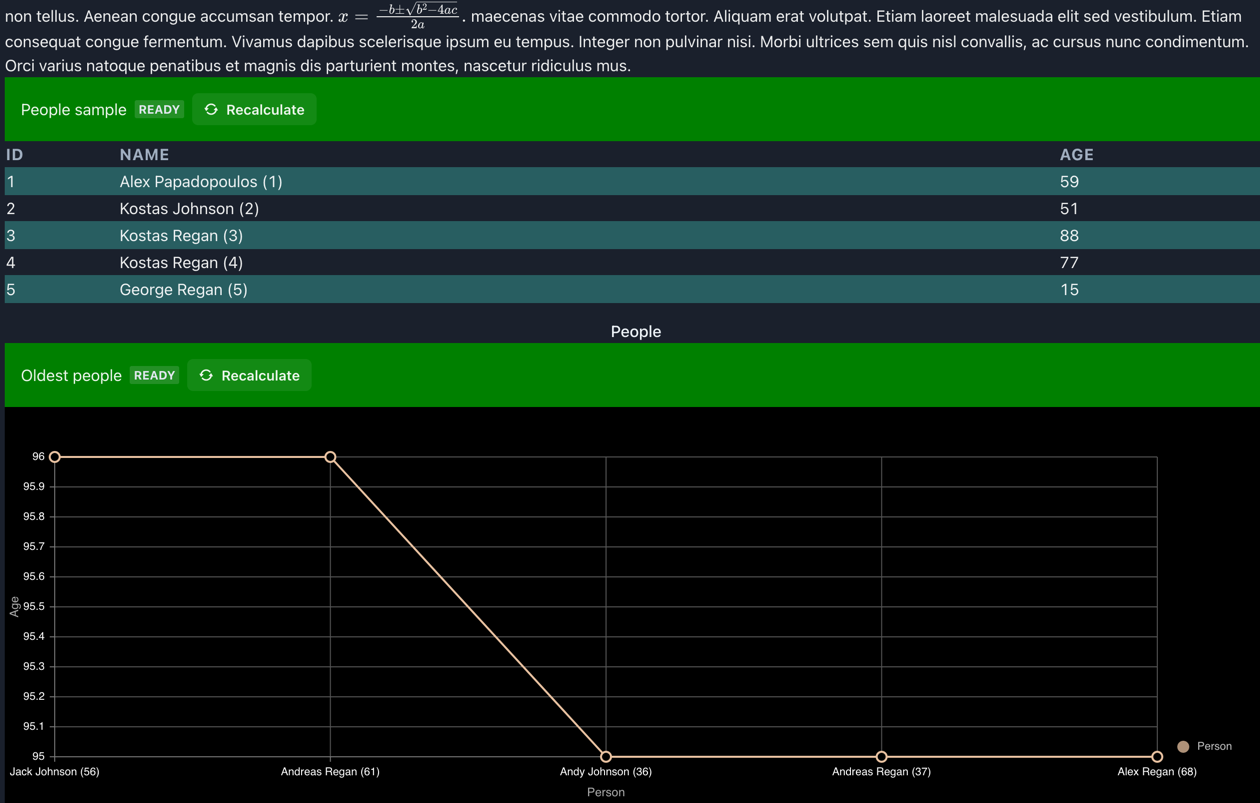 non tellus. Aenean congue accumsan tempor. x = \frac{-b±\sqrt{b^2-4ac}}{2a}. maecenas vitae commodo tortor. Aliquam erat volutpat. Etiam laoreet malesuada elit sed vestibulum. Etiam
consequat congue fermentum. Vivamus dapibus scelerisque ipsum eu tempus. Integer non pulvinar nisi. Morbi ultrices sem quis nisl convallis, ac cursus nunc condimentum.
Orci varius natoque penatibus et magnis dis parturient montes, nascetur ridiculus mus.
People sample READY Recalculate
ID NAME AGE
1 Alex Papadopoulos (1) 59
2 Kostas Johnson (2) 51
3 Kostas Regan (3) 88
4 Kostas Regan (4) 77
5 George Regan (5) 15
People
Oldest people READY Recalculate
96
95.9
95.8
95.7
95.6
95.5
Age
95.4
95.3
95.2
95.1
95
Person
Jack Johnson (56) Andreas Regan (61) Andy Johnson (36) Andreas Regan (37) Alex Regan (68)
Person